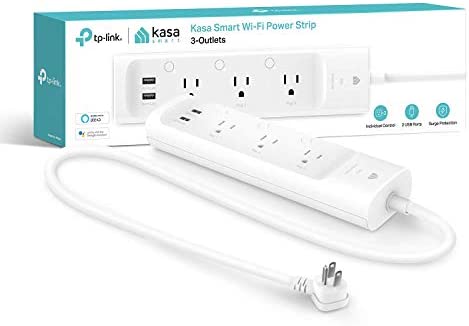 tp-link
kasa
smart
Kasa Smart Wi-Fi Power Strip
3-Outlets
Individual Control
2 USB Ports
Surge Protection